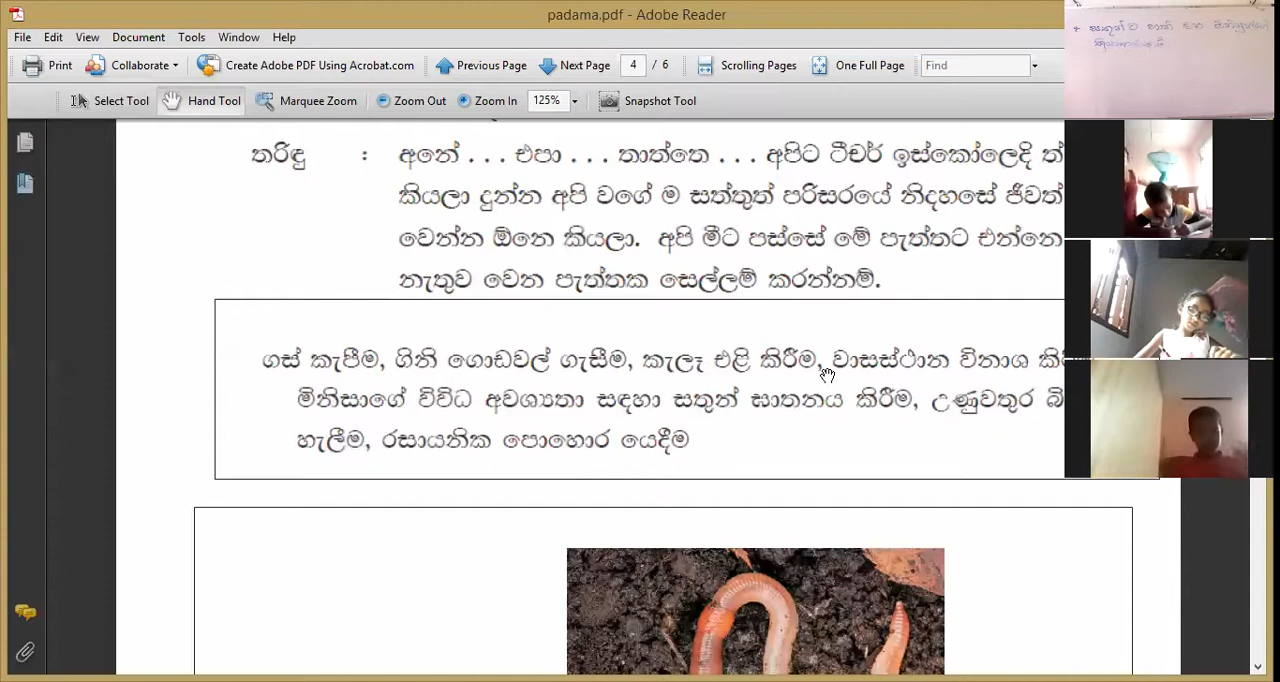 padama.pdf - Adobe Reader
File Edit View Document Tools Window Help
Print Collaborate Create Adobe PDF Using Acrobat.com Previous Page Next Page 4 / 6 Scrolling Pages One Full Page Find
Select Tool Hand Tool Marquee Zoom Zoom Out Zoom In 125% Snapshot Tool
තරිඳු : අනේ . . . එපා . . . තාත්තෙ . . . අපිට ටීචර් ඉස්කෝලෙදි ත්
කියලා දුන්න අපි වගේ ම සත්තුත් පරිසරයේ නිදහසේ ජීවත්
වෙන්න ඕනෙ කියලා. අපි මීට පස්සේ මේ පැත්තට එන්නෙ
නැතුව වෙන පැත්තක සෙල්ලම් කරන්නම්.
ගස් කැපීම, ගිනි ගොඩවල් ගැසීම, කැලෑ එළි කිරීම, වාසස්ථාන විනාශ
මිනිසාගේ විවිධ අවශ්‍යතා සඳහා සතුන් ඝාතනය කිරීම, උණුවතුර
හැලීම, රසායනික පොහොර යෙදීම